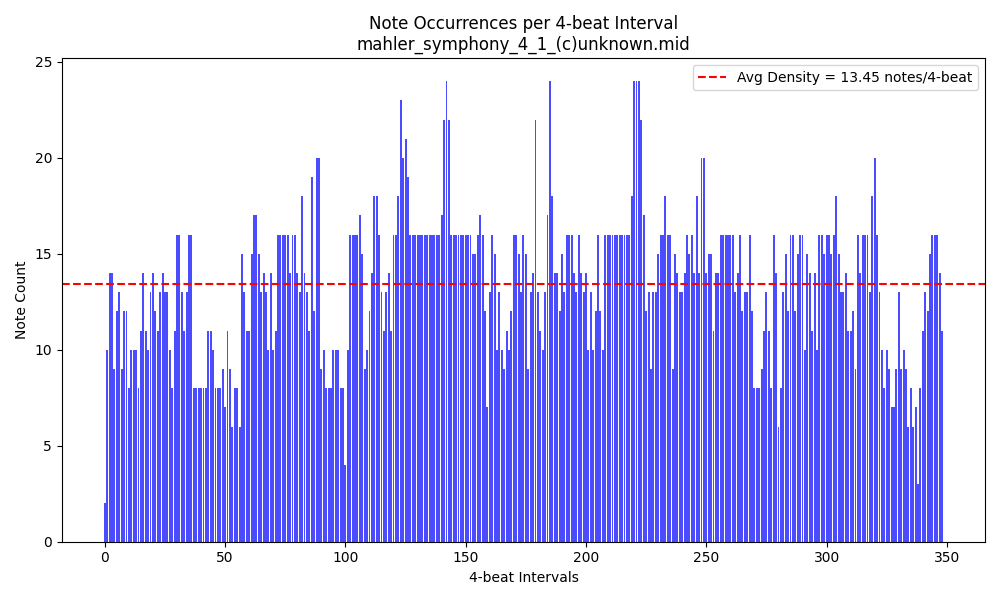 Note Occurrences per 4-beat Interval
mahler_symphony_4_1_(c)unknown.mid
Avg Density = 13.45 notes/4-beat
25
20
15
10
5
0
Note Count
0 50 100 150 200 250 300 350
4-beat Intervals